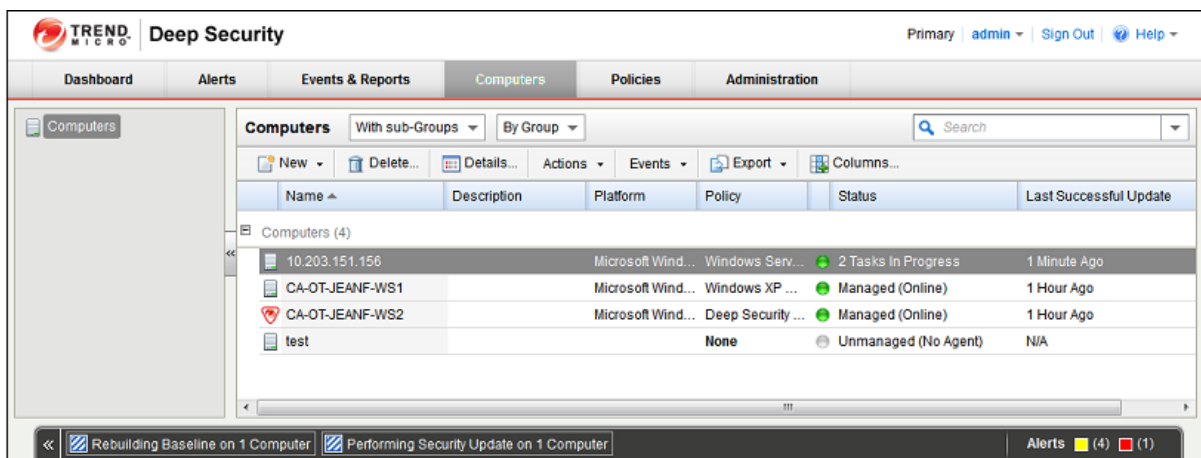 TREND MICRO Deep Security Primary admin Sign Out Help
Dashboard Alerts Events & Reports Computers Policies Administration
Computers
Computers With sub-Groups By Group Search
New Delete... Details... Actions Events Export Columns...
Name Description Platform Policy Status Last Successful Update
Computers (4)
10.203.151.156 Microsoft Wind... Windows Serv... 2 Tasks In Progress 1 Minute Ago
CA-OT-JEANF-WS1 Microsoft Wind... Windows XP ... Managed (Online) 1 Hour Ago
CA-OT-JEANF-WS2 Microsoft Wind... Deep Security ... Managed (Online) 1 Hour Ago
test None Unmanaged (No Agent) N/A
Rebuilding Baseline on 1 Computer Performing Security Update on 1 Computer Alerts (4) (1)